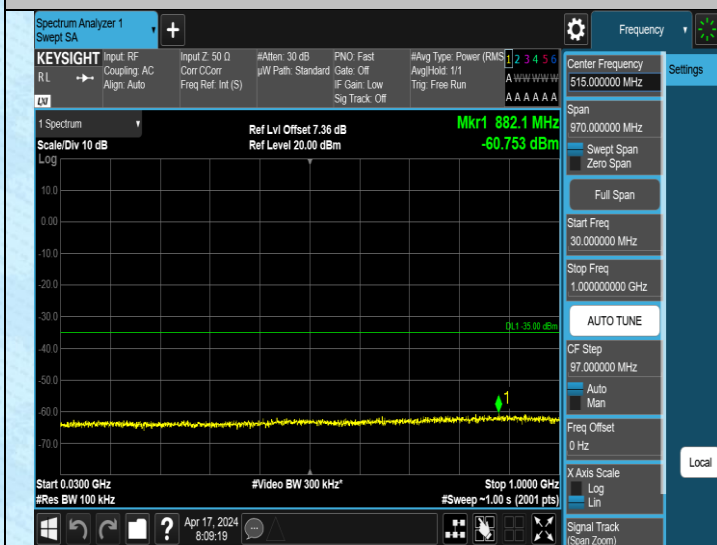 Spectrum Analyzer 1
Swept SA
+
Frequency
KEYSIGHT
RL
LXI
Input: RF
Coupling: AC
Align: Auto
Input Z: 50 Ω
Corr CCorr
Freq Ref: Int (S)
#Atten: 30 dB
µW Path: Standard
PNO: Fast
Gate: Off
IF Gain: Low
Sig Track: Off
#Avg Type: Power (RMS
Avg|Hold: 1/1
Trig: Free Run
1 2 3 4 5 6
A W W W W W
A A A A A A
1 Spectrum
Scale/Div 10 dB
Log
Ref Lvl Offset 7.36 dB
Ref Level 20.00 dBm
Mkr1 882.1 MHz
-60.753 dBm
10.0
0.00
-10.0
-20.0
-30.0
-40.0
-50.0
-60.0
-70.0
DL1 -35.00 dBm
1
Start 0.0300 GHz
#Res BW 100 kHz
#Video BW 300 kHz*
Stop 1.0000 GHz
#Sweep ~1.00 s (2001 pts)
?
Apr 17, 2024
8:09:19
Center Frequency
515.000000 MHz
Span
970.000000 MHz
Swept Span
Zero Span
Full Span
Start Freq
30.000000 MHz
Stop Freq
1.000000000 GHz
AUTO TUNE
CF Step
97.000000 MHz
Auto
Man
Freq Offset
0 Hz
X Axis Scale
Log
Lin
Signal Track
(Span Zoom)
Settings
Local